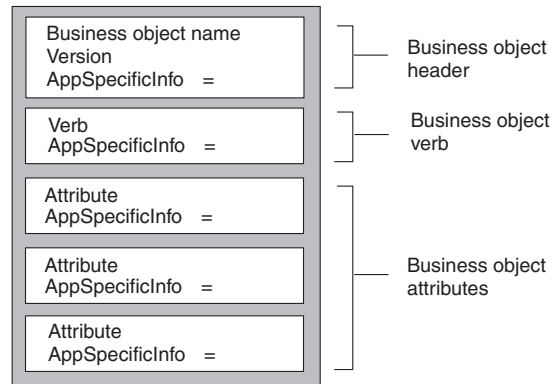 Business object name
Version
AppSpecificInfo =
Business object
header
Verb
AppSpecificInfo =
Business object
verb
Attribute
AppSpecificInfo =
Attribute
AppSpecificInfo =
Attribute
AppSpecificInfo =
Business object
attributes